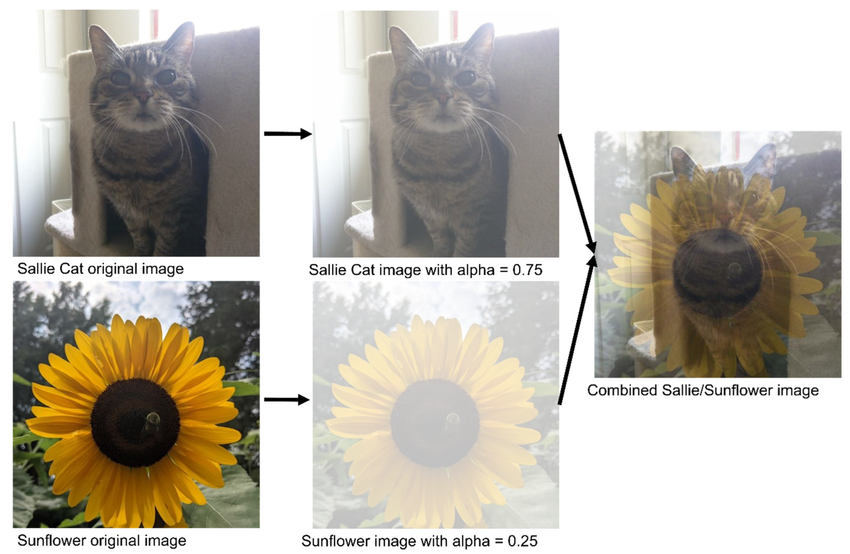 Sallie Cat original image
Sallie Cat image with alpha = 0.75
Combined Sallie/Sunflower image
Sunflower original image
Sunflower image with alpha = 0.25